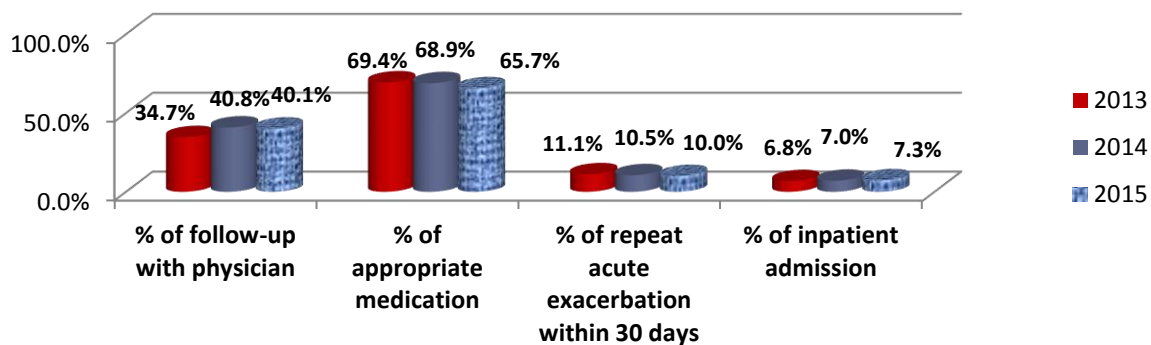 100.0%
50.0%
0.0%
34.7%
40.8%
40.1%
69.4%
68.9%
65.7%
11.1%
10.5%
10.0%
6.8%
7.0%
7.3%
% of follow-up
with physician
% of
appropriate
medication
% of repeat
acute
exacerbation
within 30 days
% of inpatient
admission
2013
2014
2015